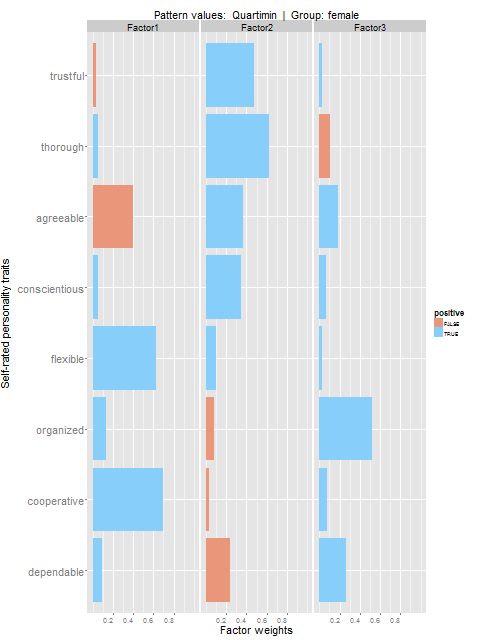 Pattern values: Quartimin | Group: female
Factor1 Factor2 Factor3
trustful
thorough
agreeable
conscientious
flexible
organized
cooperative
dependable
Self-rated personality traits
0.2 0.4 0.6 0.8 0.2 0.4 0.6 0.8 0.2 0.4 0.6 0.8
Factor weights
positive
FALSE
TRUE